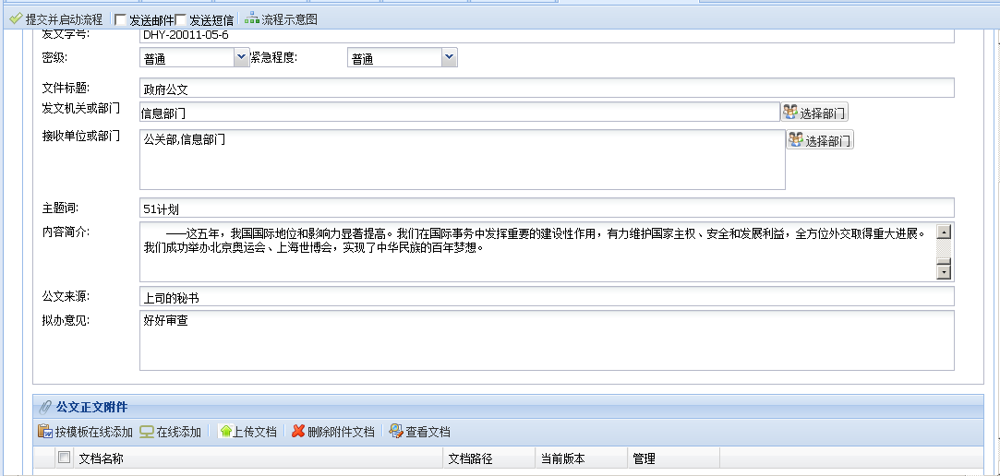 提交并启动流程 发送邮件 发送短信 流程示意图
发文字号: DHY-20011-05-6
密级: 普通 紧急程度: 普通
文件标题: 政府公文
发文机关或部门 信息部门 选择部门
接收单位或部门 公关部,信息部门 选择部门
主题词: 51计划
内容简介: ——这五年，我国国际地位和影响力显著提高。我们在国际事务中发挥重要的建设性作用，有力维护国家主权、安全和发展利益，全方位外交取得重大进展。
我们成功举办北京奥运会、上海世博会，实现了中华民族的百年梦想。
公文来源: 上司的秘书
拟办意见: 好好审查
公文正文附件
按模板在线添加 在线添加 上传文档 删除附件文档 查看文档
文档名称 文档路径 当前版本 管理